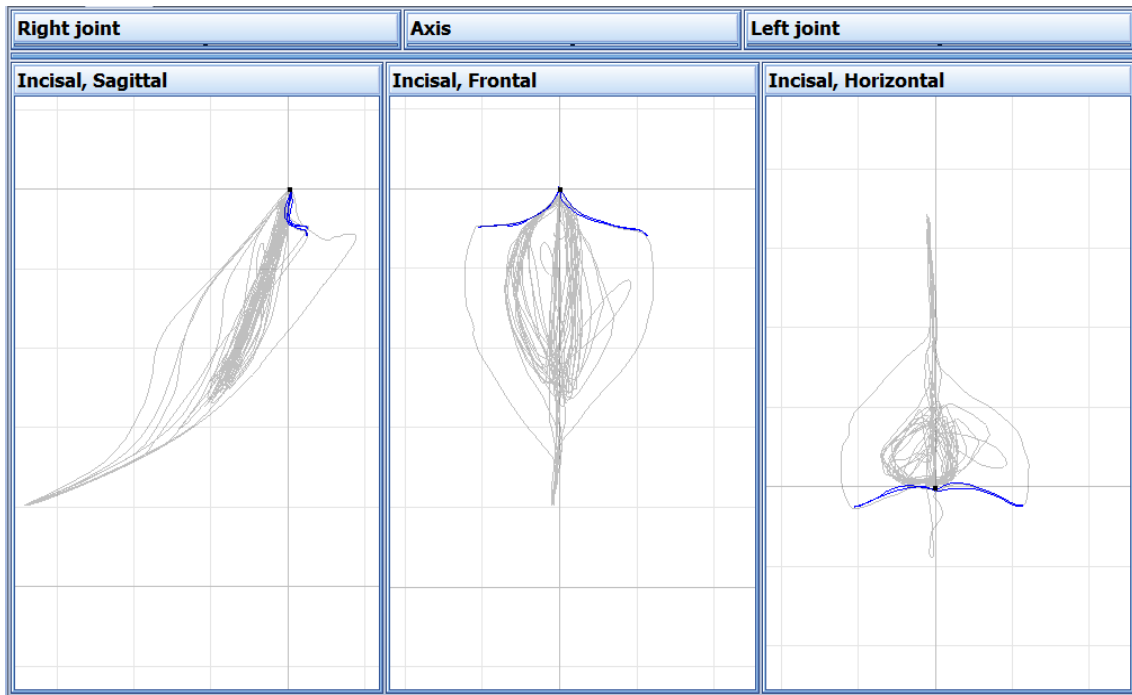 Right joint
Axis
Left joint
Incisal, Sagittal
Incisal, Frontal
Incisal, Horizontal